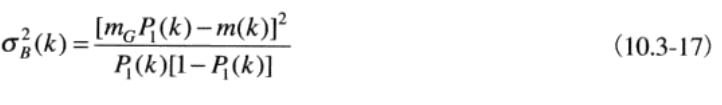 σ_B^2(k) = [m_G P_1(k) − m(k)]^2 / P_1(k)[1 − P_1(k)] (10.3-17)